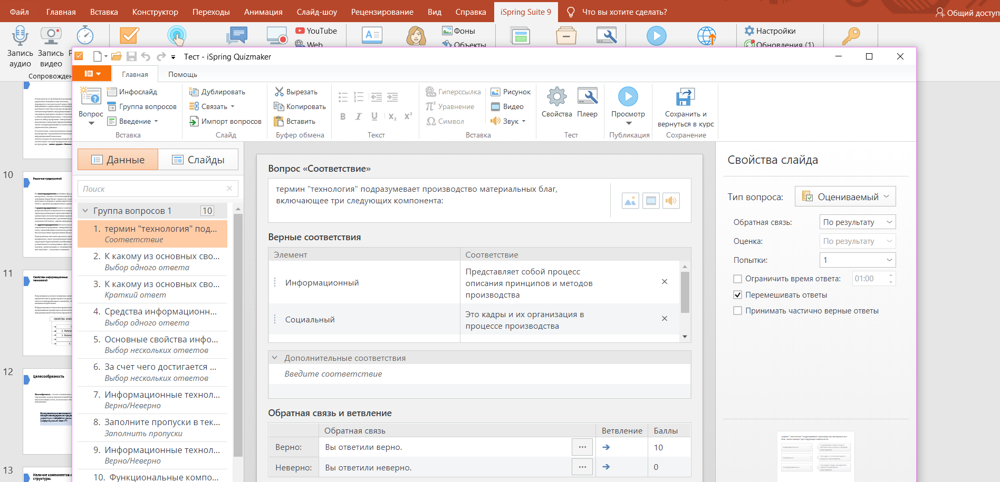 Файл Главная Вставка Конструктор Переходы Анимация Слайд-шоу Рецензирование Вид Справка iSpring Suite 9 Что вы хотите сделать? Общий доступ
YouTube Фоны Настройки
Web Объекты Обновления (1)
Запись аудио
Запись видео
Тест - iSpring Quizmaker
Главная Помощь
Вопрос
Инфослайд
Группа вопросов
Введение
Вставка
Дублировать
Связать
Импорт вопросов
Слайд
Вырезать
Копировать
Вставить
Буфер обмена
Текст
Гиперссылка
Уравнение
Символ
Рисунок
Видео
Звук
Вставка
Свойства Плеер
Тест
Просмотр
Публикация
Сохранить и
вернуться в курс
Сохранение
10
Различия предприятий
11
Свойства информационных
технологий
12
Целесообразность
13
Наличие компонентов и
структуры.
Данные Слайды
Поиск
Группа вопросов 1 10
1. термин "технология" под...
Соответствие
2. К какому из основных сво...
Выбор одного ответа
3. К какому из основных сво...
Краткий ответ
4. Средства информационн...
Выбор одного ответа
5. Основные свойства инфо...
Выбор нескольких ответов
6. За счет чего достигается ...
Выбор нескольких ответов
7. Информационные технол...
Верно/Неверно
8. Заполните пропуски в тек...
Заполнить пропуски
9. Информационные технол...
Верно/Неверно
10. Функциональные компо...
Вопрос «Соответствие»
термин "технология" подразумевает производство материальных благ,
включающее три следующих компонента:
Верные соответствия
Элемент Соответствие
Информационный
Представляет собой процесс
описания принципов и методов
производства
Социальный
Это кадры и их организация в
процессе производства
Дополнительные соответствия
Введите соответствие
Обратная связь и ветвление
Обратная связь Ветвление Баллы
Верно: Вы ответили верно. ... 10
Неверно: Вы ответили неверно. ... 0
Свойства слайда
Тип вопроса: Оцениваемый
Обратная связь: По результату
Оценка: По результату
Попытки: 1
Ограничить время ответа: 01:00
Перемешивать ответы
Принимать частично верные ответы